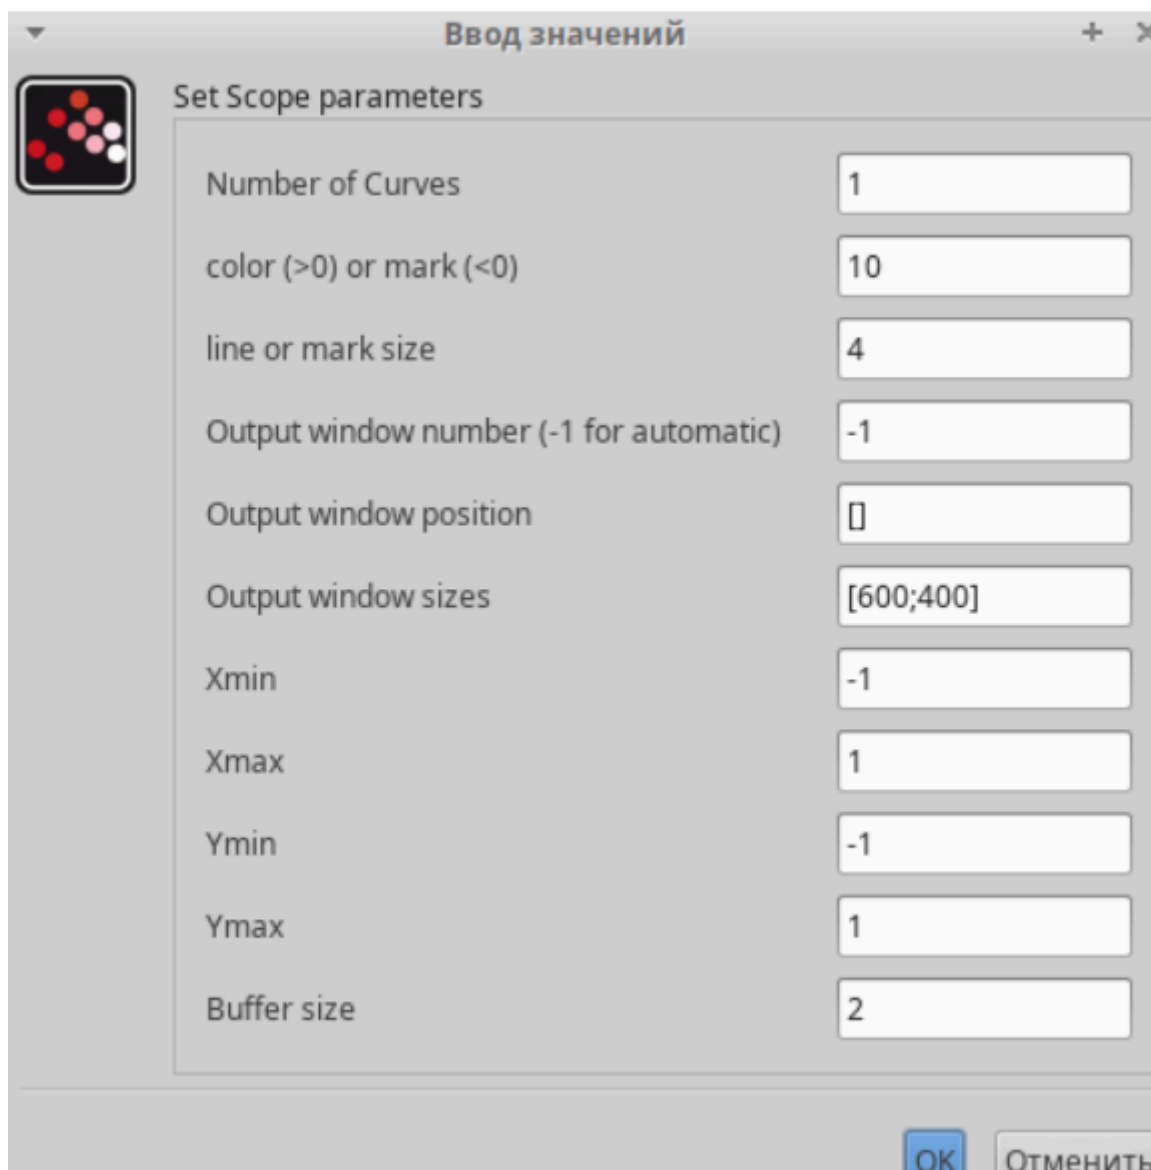 Ввод значений
Set Scope parameters
Number of Curves 1
color (>0) or mark (<0) 10
line or mark size 4
Output window number (-1 for automatic) -1
Output window position []
Output window sizes [600;400]
Xmin -1
Xmax 1
Ymin -1
Ymax 1
Buffer size 2
OK Отменить